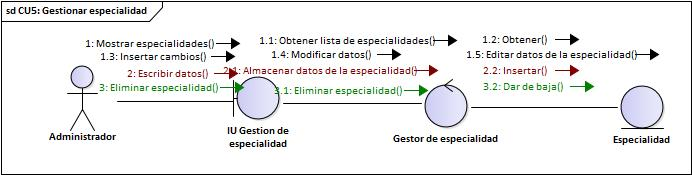 sd CU5: Gestionar especialidad
1: Mostrar especialidades()
1.1: Obtener lista de especialidades()
1.2: Obtener()
1.3: Insertar cambios()
1.4: Modificar datos()
1.5: Editar datos de la especialidad()
2: Escribir datos()
2.1: Almacenar datos de la especialidad()
2.2: Insertar()
3: Eliminar especialidad()
3.1: Eliminar especialidad()
3.2: Dar de baja()
Administrador
IU Gestion de
especialidad
Gestor de especialidad
Especialidad